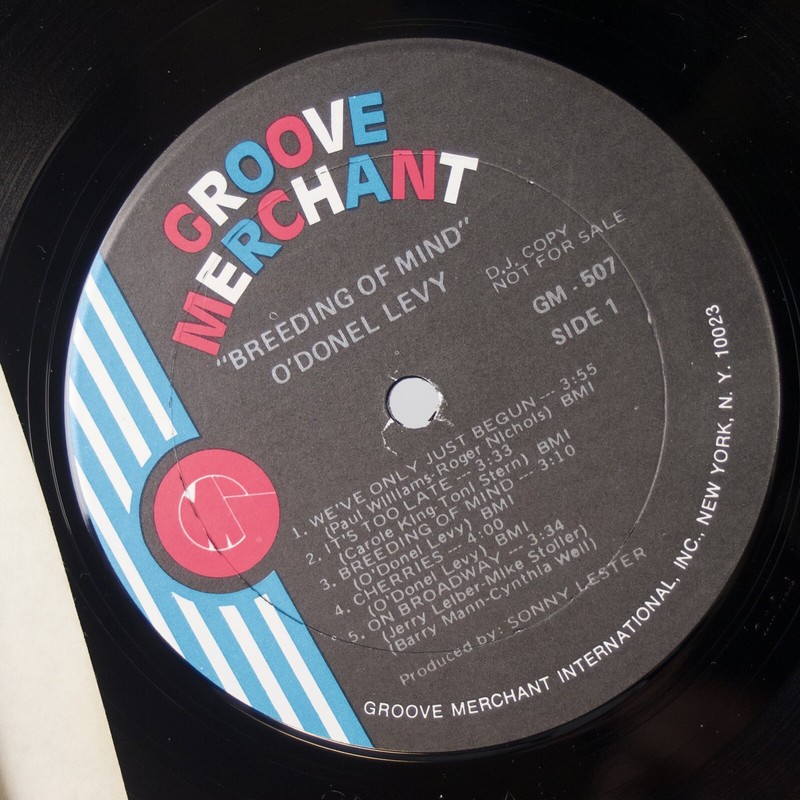 GROOVE
MERCHANT
"BREEDING OF MIND"
O'DONEL LEVY
D.J. COPY
NOT FOR SALE
GM - 507
SIDE 1
1. WE'VE ONLY JUST BEGUN --- 3:55
(Paul Williams-Roger Nichols) BMI
2. IT'S TOO LATE --- 3:33
(Carole King-Toni Stern) BMI
3. BREEDING OF MIND --- 3:10
(O'Donel Levy) BMI
4. CHERRIES --- 4:00
(O'Donel Levy) BMI
5. ON BROADWAY --- 3:34
(Jerry Leiber-Mike Stoller)
(Barry Mann-Cynthia Weil)
Produced by: SONNY LESTER
GROOVE MERCHANT INTERNATIONAL, INC., NEW YORK, N. Y. 10023